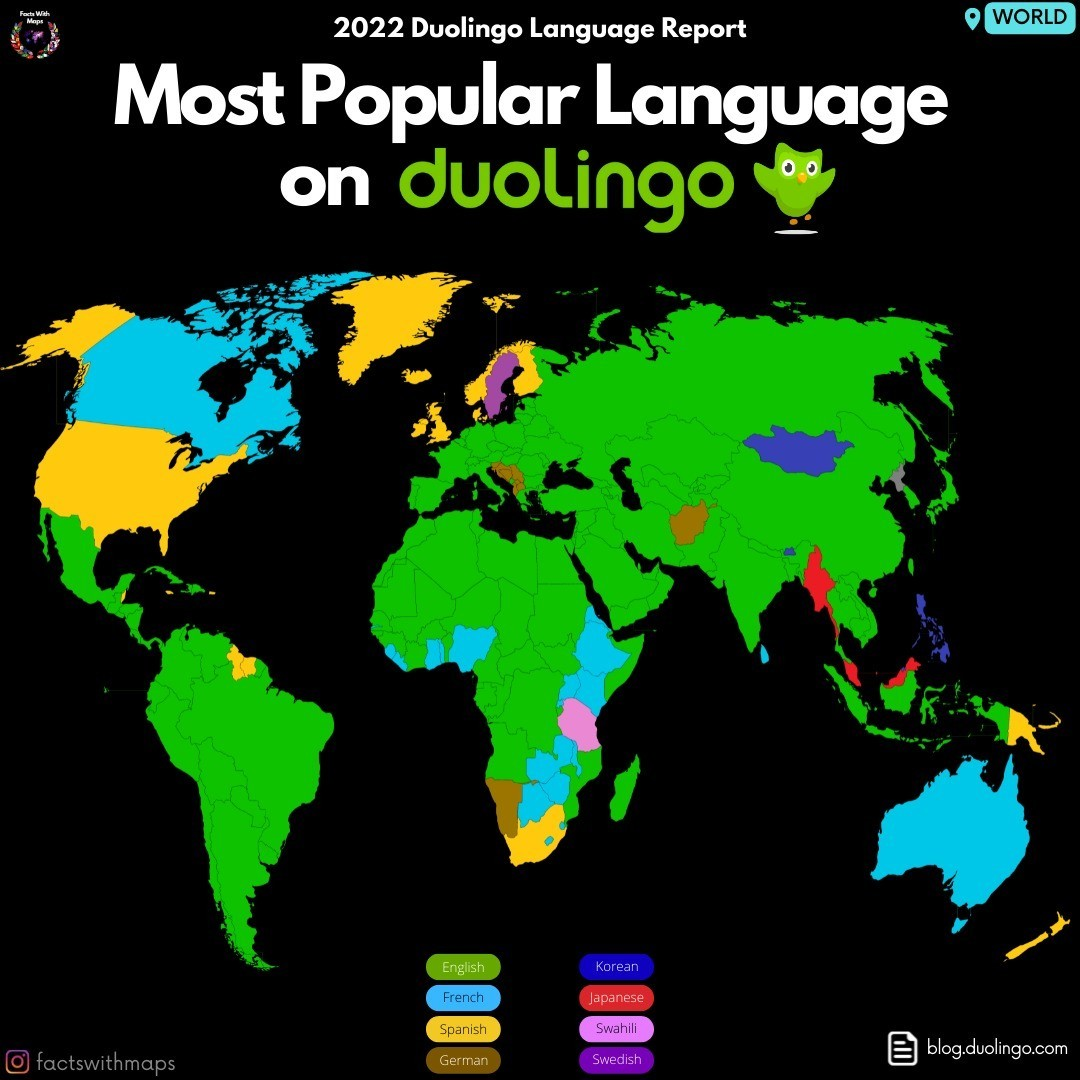 Facts With
Maps
2022 Duolingo Language Report
WORLD
Most Popular Language
on duolingo
English
French
Spanish
German
Korean
Japanese
Swahili
Swedish
factswithmaps
blog.duolingo.com